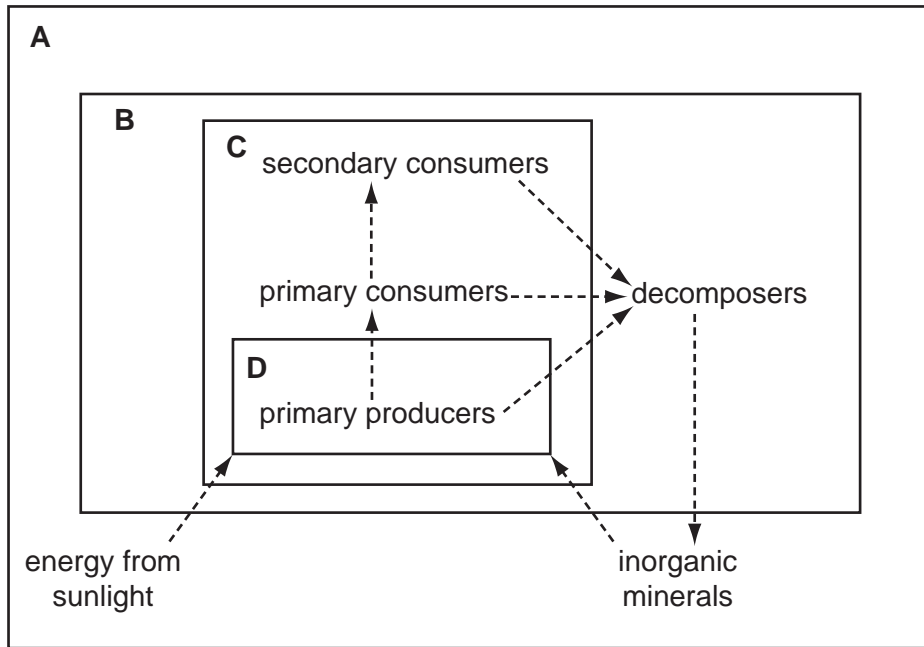 A
B
C
secondary consumers
primary consumers
decomposers
D
primary producers
energy from
sunlight
inorganic
minerals